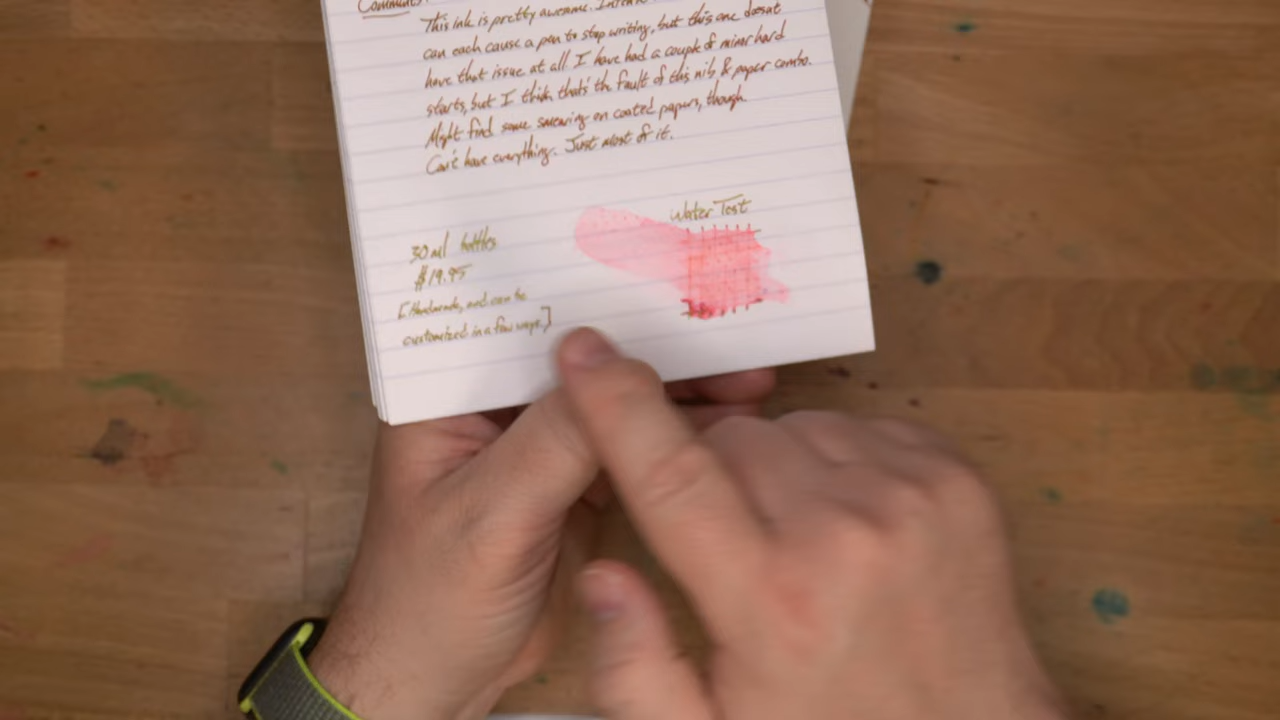 Comments:
This ink is pretty awesome. Intense
can each cause a pen to stop writing, but this one doesnt
have that issue at all. I have had a couple of minor hard
starts, but I think that's the fault of this nib & paper combo.
Might find some smearing on coated papers, though.
Can't have everything. Just most of it.
Water Test
30 ml bottles
$19.95
[Handmade, and can be
customized in a few ways.]